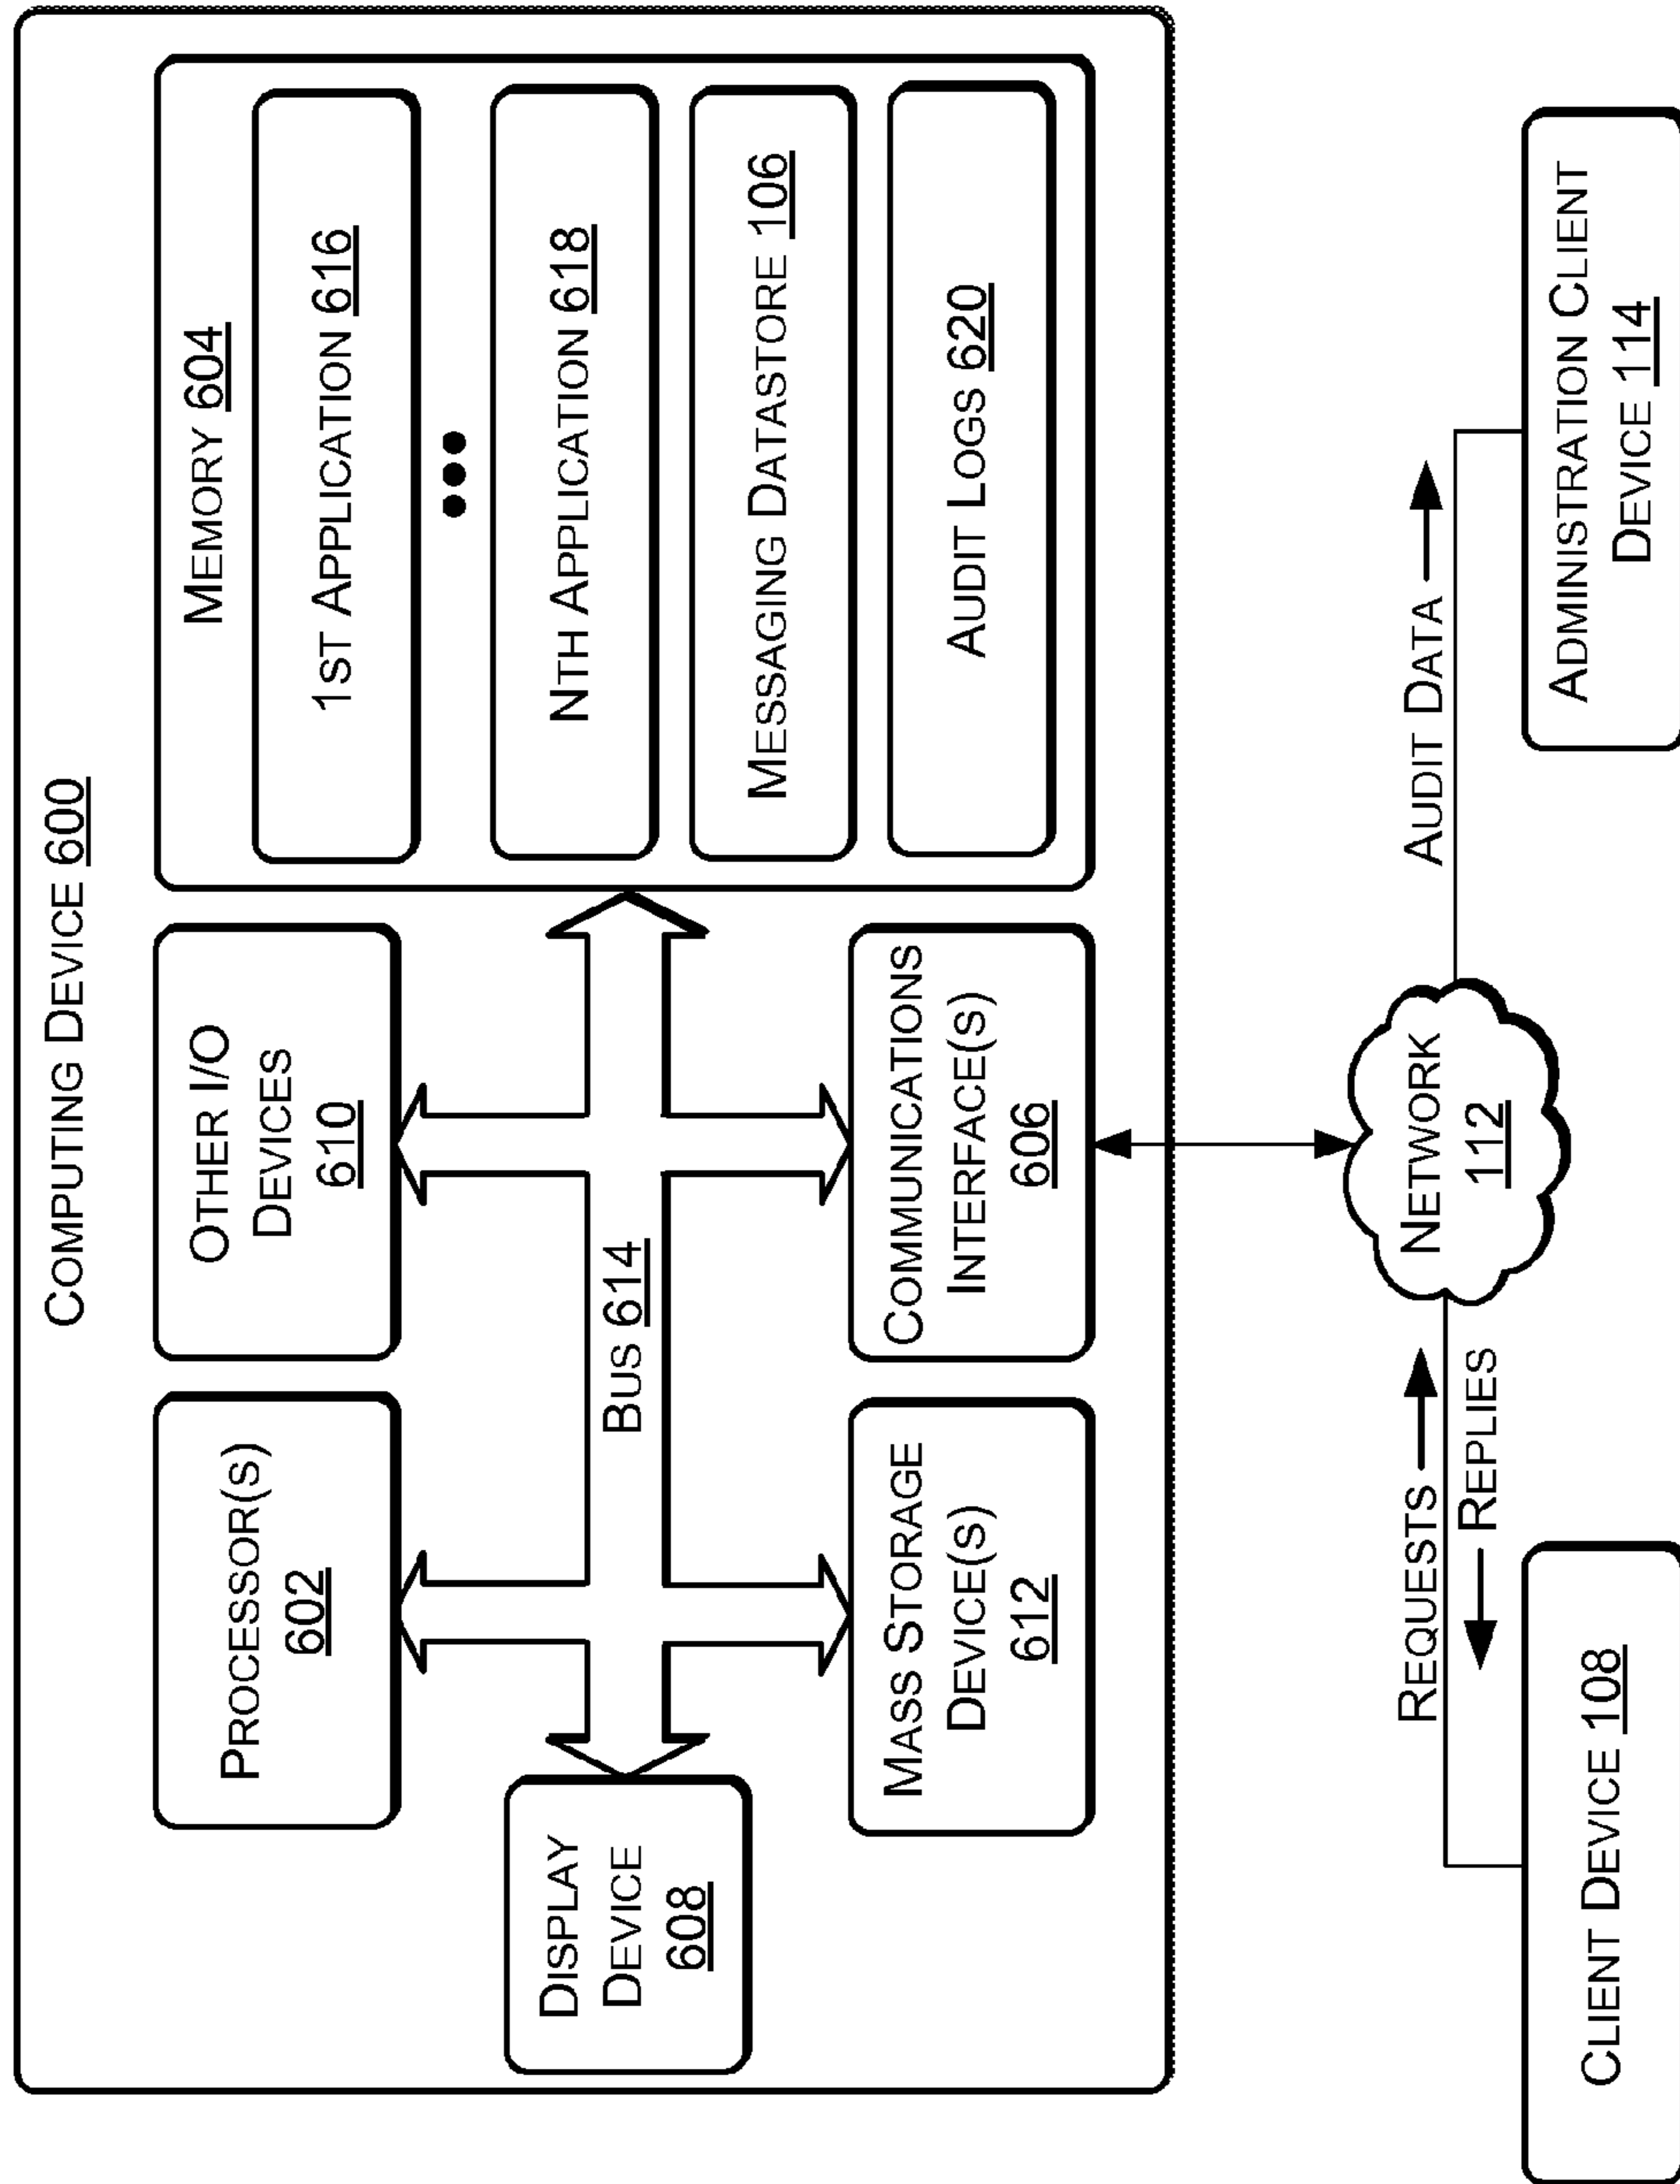 COMPUTING DEVICE 600
PROCESSOR(S)
602
OTHER I/O
DEVICES
610
MEMORY 604
1ST APPLICATION 616
●●●
NTH APPLICATION 618
MESSAGING DATASTORE 106
AUDIT LOGS 620
DISPLAY
DEVICE
608
BUS 614
MASS STORAGE
DEVICE(S)
612
COMMUNICATIONS
INTERFACE(S)
606
REQUESTS
REPLIES
NETWORK
112
AUDIT DATA
CLIENT DEVICE 108
ADMINISTRATION CLIENT
DEVICE 114